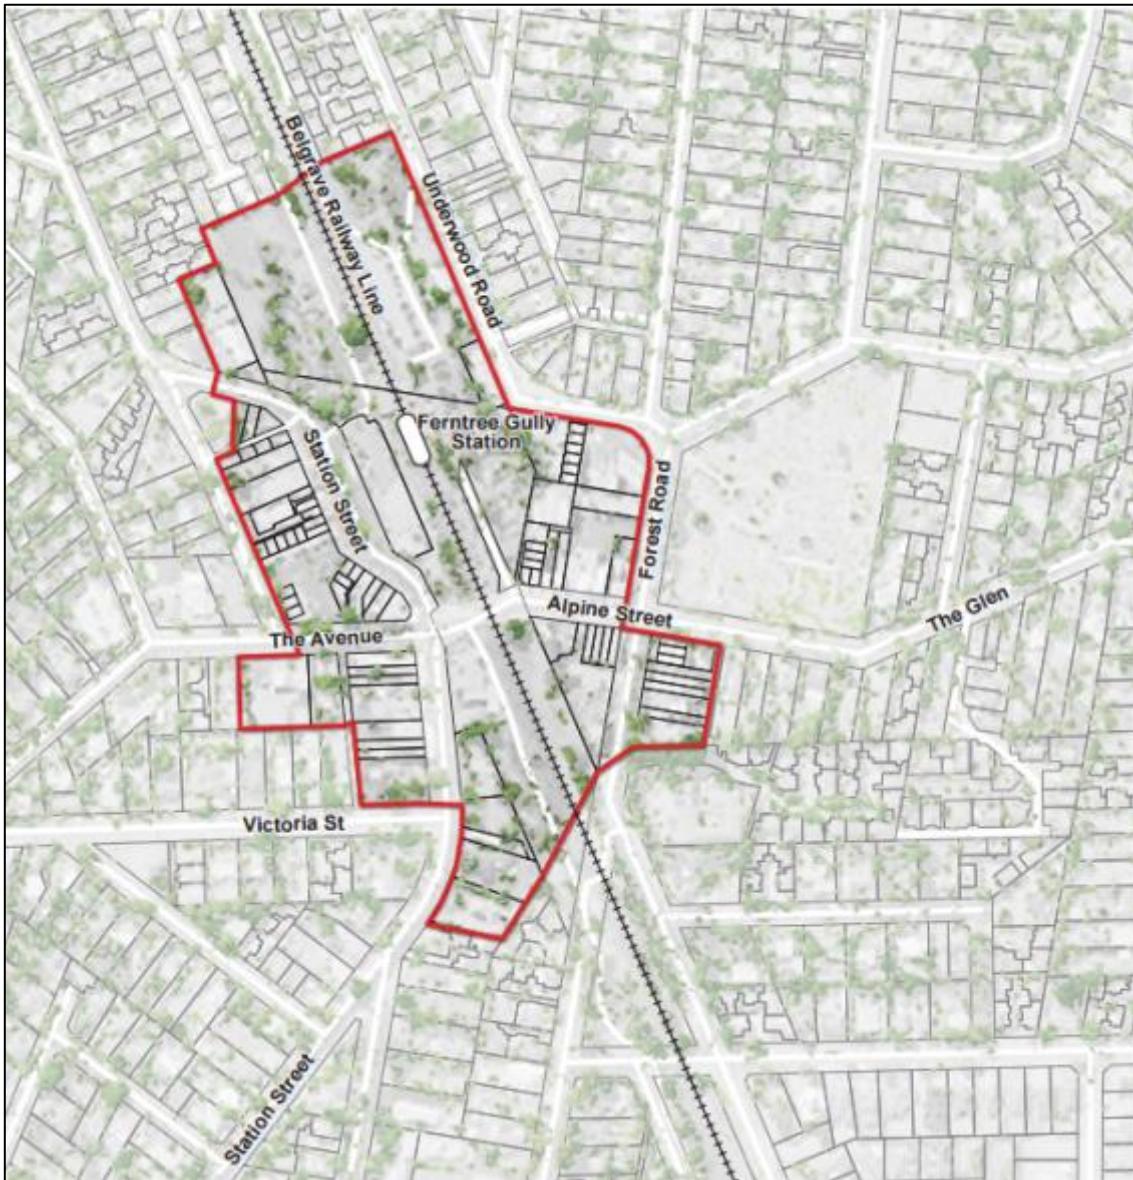 Belgrave Railway Line
Underwood Road
Ferntree Gully
Station
Station Street
Forest Road
Alpine Street
The Glen
The Avenue
Victoria St
Station Street